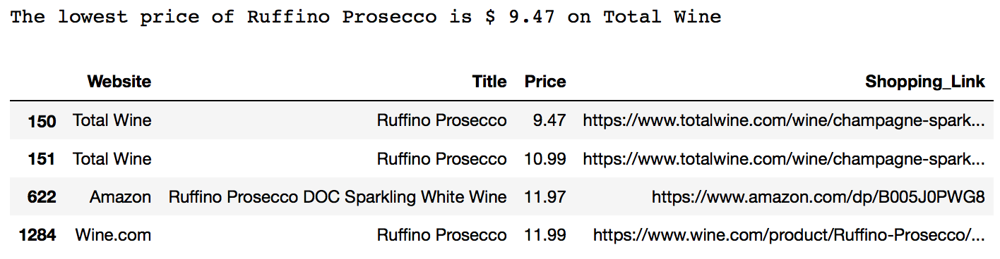 The lowest price of Ruffino Prosecco is $ 9.47 on Total Wine
Website Title Price Shopping_Link
150 Total Wine Ruffino Prosecco 9.47 https://www.totalwine.com/wine/champagne-spark...
151 Total Wine Ruffino Prosecco 10.99 https://www.totalwine.com/wine/champagne-spark...
622 Amazon Ruffino Prosecco DOC Sparkling White Wine 11.97 https://www.amazon.com/dp/B005J0PWG8
1284 Wine.com Ruffino Prosecco 11.99 https://www.wine.com/product/Ruffino-Prosecco/...